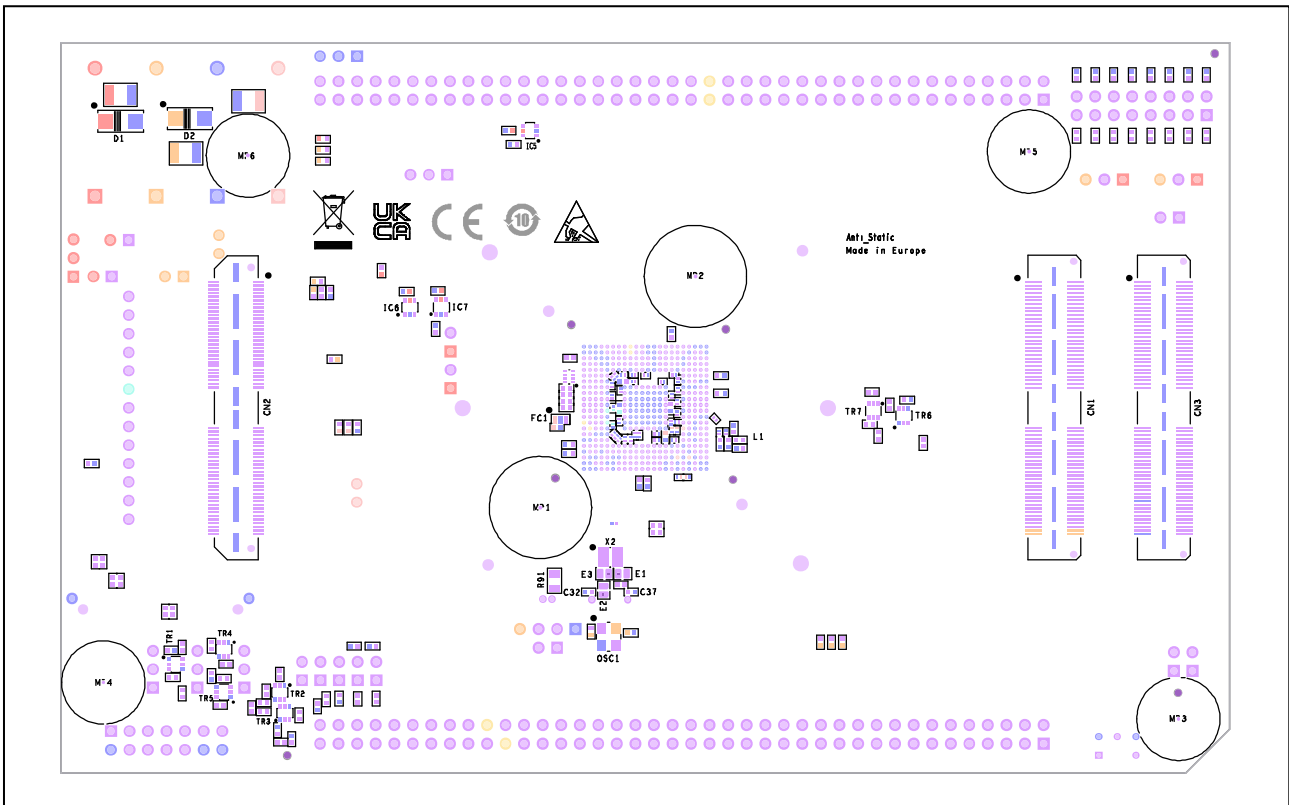 D1
D2
MP6
IC5
MP5
UK
CA
CE
10
Anti_Static
Made in Europe
MP2
IC6
IC7
CN2
FC1
L1
TR7
TR6
CN1
CN3
MP1
X2
R91
E3
E1
C32
E2
C37
OSC1
TR1
TR4
MP4
TR5
TR2
TR3
MP3